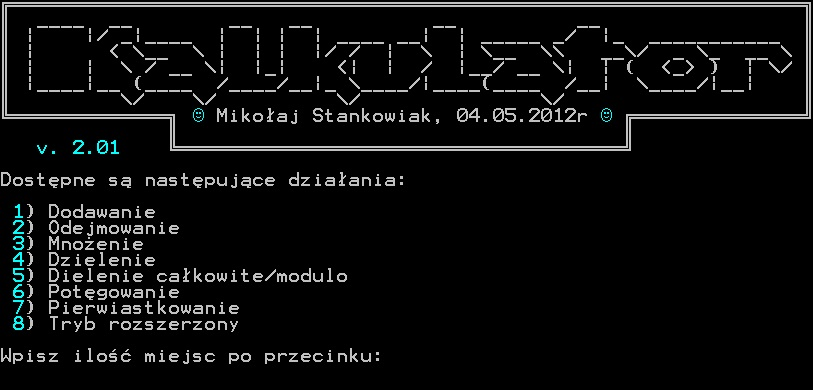 Kalkulator
☺ Mikołaj Stankowiak, 04.05.2012r ☺
v. 2.01
Dostępne są następujące działania:
1) Dodawanie
2) Odejmowanie
3) Mnożenie
4) Dzielenie
5) Dielenie całkowite/modulo
6) Potęgowanie
7) Pierwiastkowanie
8) Tryb rozszerzony
Wpisz ilość miejsc po przecinku: